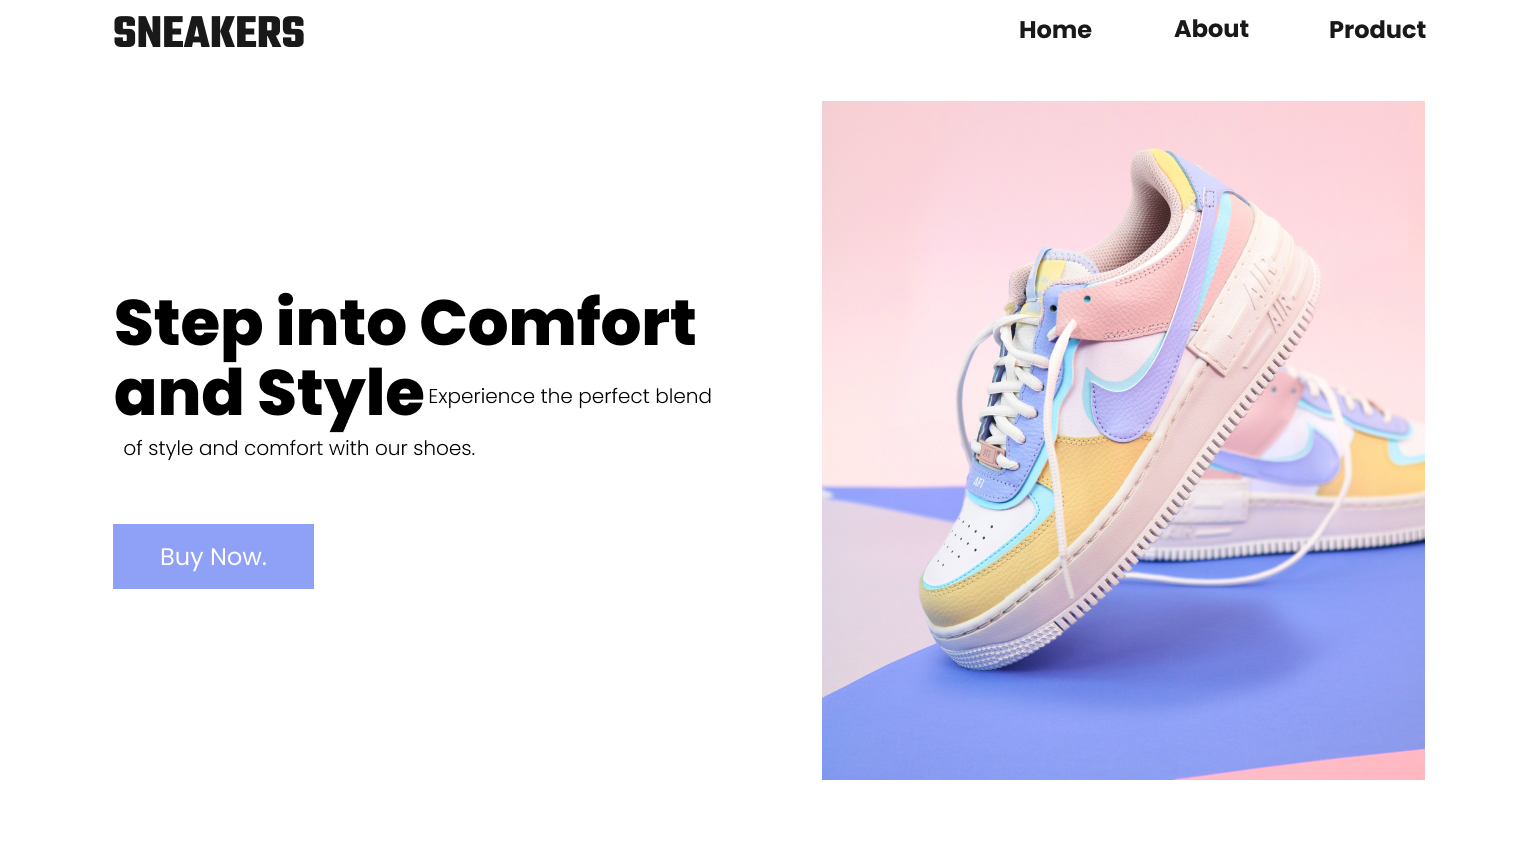 SNEAKERS
Home About Product
Step into Comfort
and Style Experience the perfect blend
of style and comfort with our shoes.
Buy Now.
AIR
AIR
AF1